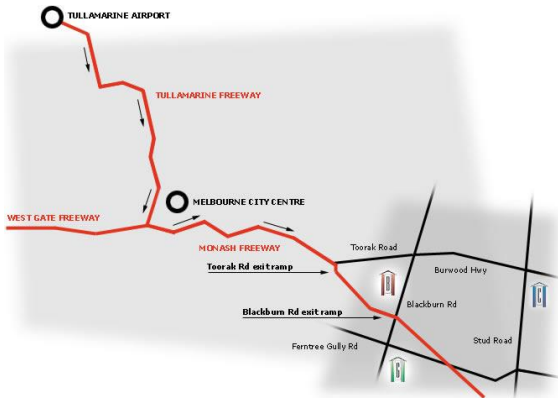 TULLAMARINE AIRPORT
TULLAMARINE FREEWAY
MELBOURNE CITY CENTRE
WEST GATE FREEWAY
MONASH FREEWAY
Toorak Road
Toorak Rd exit ramp
Burwood Hwy
Blackburn Rd
Blackburn Rd exit ramp
Stud Road
Ferntree Gully Rd